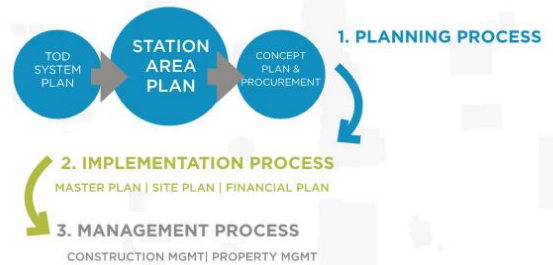 TOD
SYSTEM
PLAN
STATION
AREA
PLAN
CONCEPT
PLAN &
PROCUREMENT
1. PLANNING PROCESS
2. IMPLEMENTATION PROCESS
MASTER PLAN | SITE PLAN | FINANCIAL PLAN
3. MANAGEMENT PROCESS
CONSTRUCTION MGMT| PROPERTY MGMT